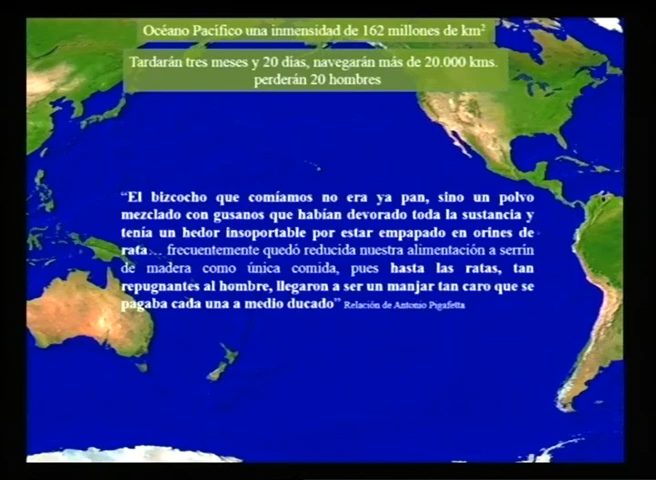 Océano Pacífico una inmensidad de 162 millones de km²
Tardarán tres meses y 20 días, navegarán más de 20.000 kms.
perderán 20 hombres
“El bizcocho que comíamos no era ya pan, sino un polvo
mezclado con gusanos que habían devorado toda la sustancia y
tenía un hedor insoportable por estar empapado en orines de
rata... frecuentemente quedó reducida nuestra alimentación a serrín
de madera como única comida, pues hasta las ratas, tan
repugnantes al hombre, llegaron a ser un manjar tan caro que se
pagaba cada una a medio ducado” Relación de Antonio Pigafetta